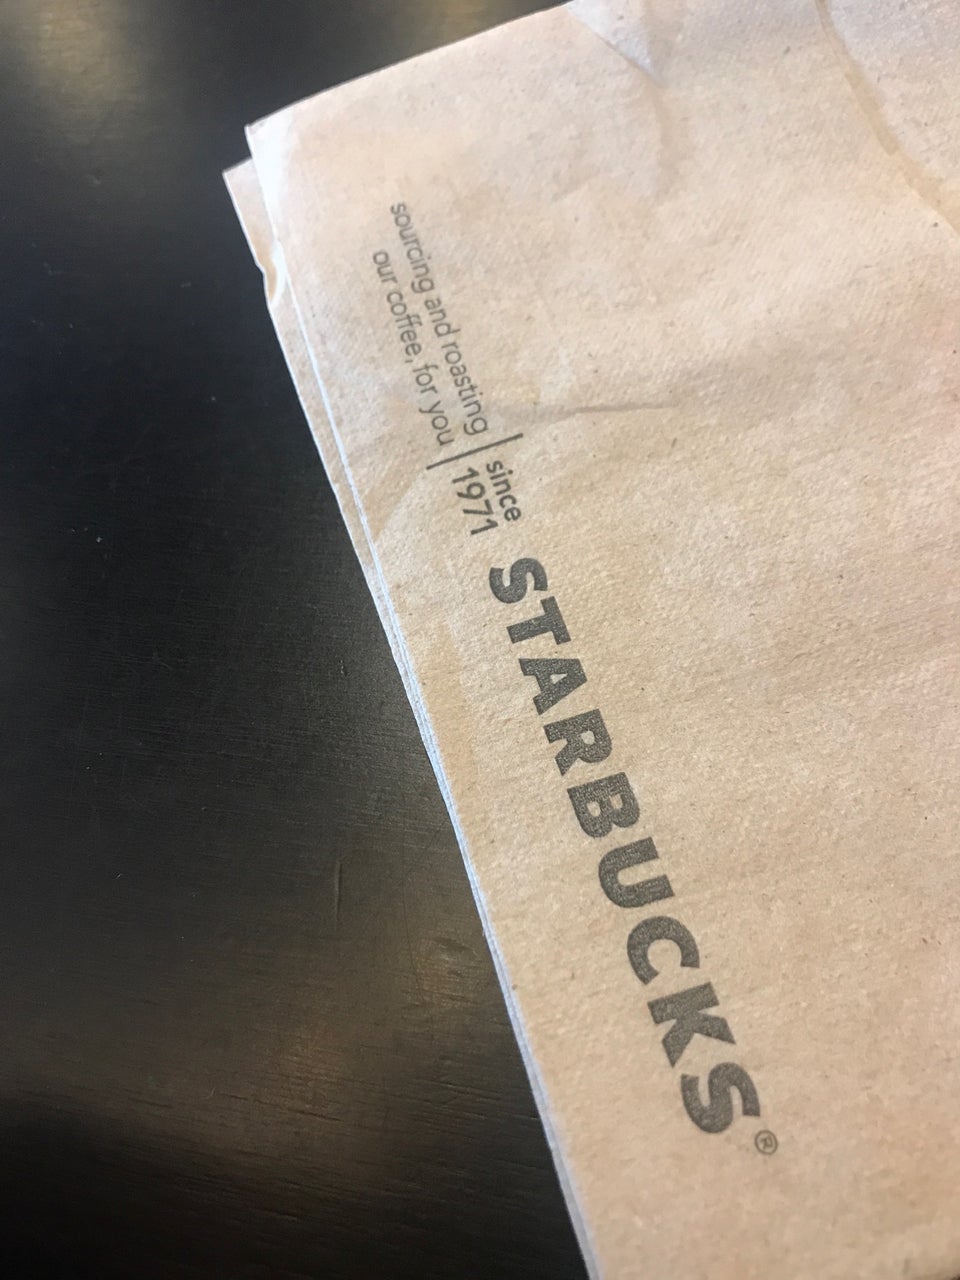 sourcing and roasting
our coffee, for you
since
1971
STARBUCKS®